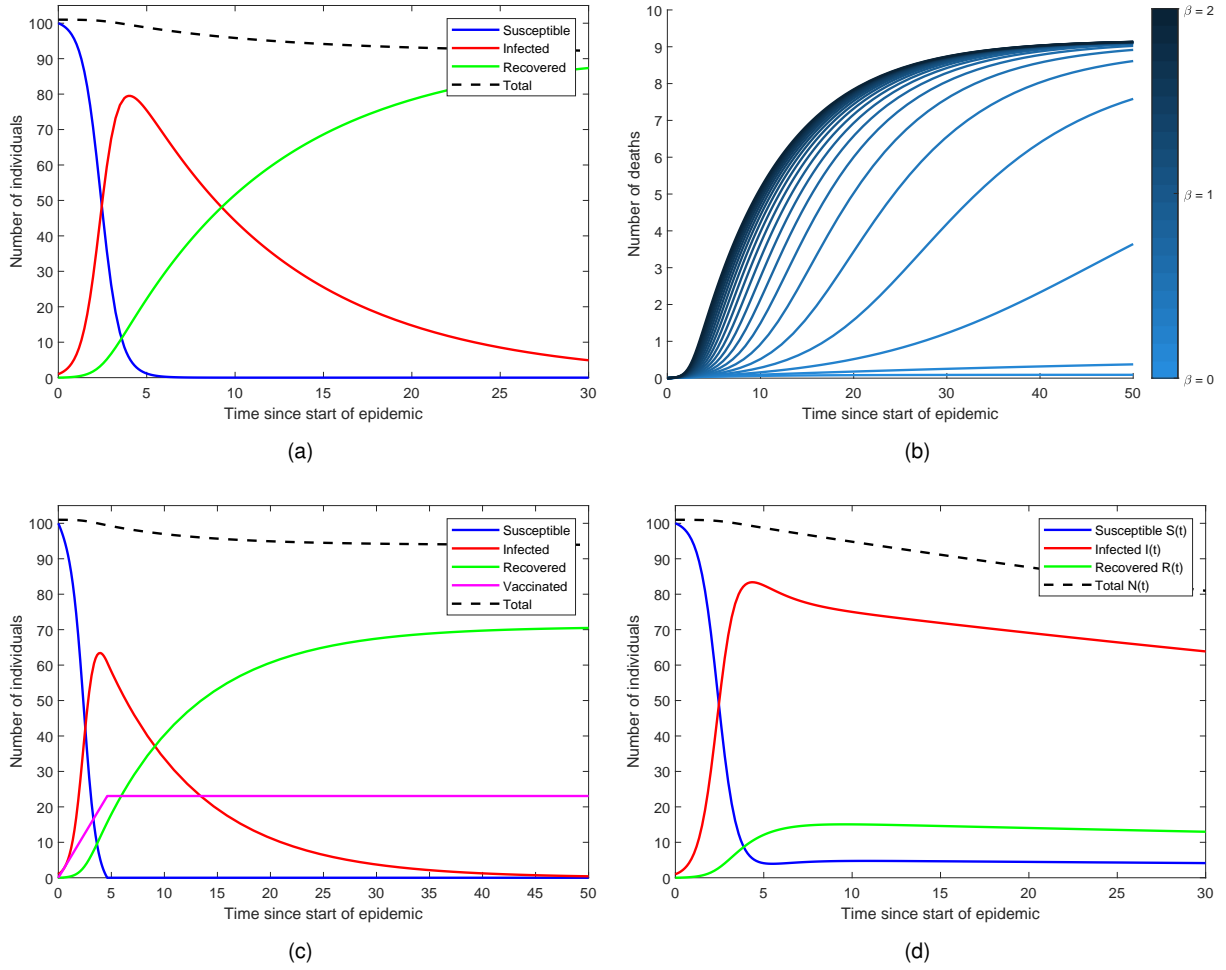 Number of individuals
100
90
80
70
60
50
40
30
20
10
0
0 5 10 15 20 25 30
Time since start of epidemic
Susceptible
Infected
Recovered
Total
(a)
Number of deaths
10
9
8
7
6
5
4
3
2
1
0
0 10 20 30 40 50
Time since start of epidemic
β = 2
β = 1
β = 0
(b)
Number of individuals
100
90
80
70
60
50
40
30
20
10
0
0 5 10 15 20 25 30 35 40 45 50
Time since start of epidemic
Susceptible
Infected
Recovered
Vaccinated
Total
(c)
Number of individuals
100
90
80
70
60
50
40
30
20
10
0
0 5 10 15 20 25 30
Time since start of epidemic
Susceptible S(t)
Infected I(t)
Recovered R(t)
Total N(t)
(d)